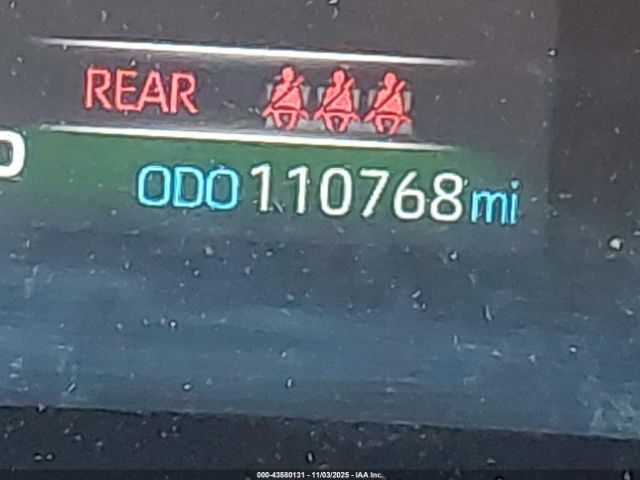 REAR
ODO 110768 mi
000-43580131 - 11/03/2025 - IAA Inc.